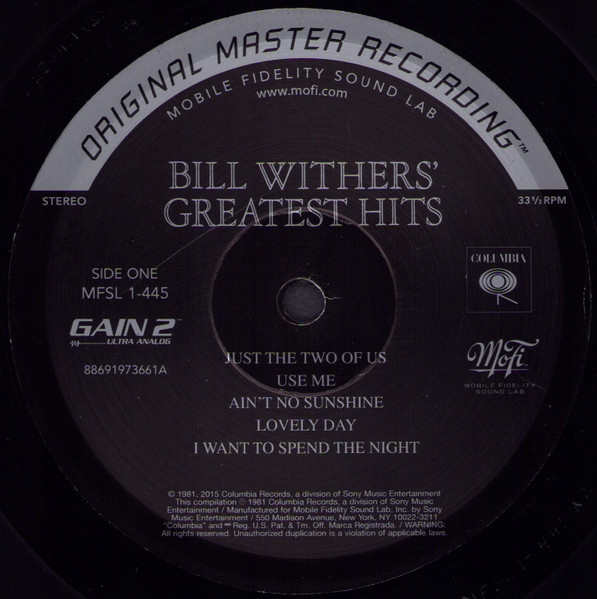 ORIGINAL MASTER RECORDING™
MOBILE FIDELITY SOUND LAB
www.mofi.com
BILL WITHERS'
GREATEST HITS
STEREO
33⅓ RPM
SIDE ONE
MFSL 1-445
COLUMBIA
GAIN 2™
ULTRA ANALOG
88691973661A
MoFi
MOBILE FIDELITY
SOUND LAB
JUST THE TWO OF US
USE ME
AIN'T NO SUNSHINE
LOVELY DAY
I WANT TO SPEND THE NIGHT
© 1981, 2015 Columbia Records, a division of Sony Music Entertainment
This compilation ℗ 1981 Columbia Records, a division of Sony Music
Entertainment / Manufactured for Mobile Fidelity Sound Lab, Inc. by Sony
Music Entertainment / 550 Madison Avenue, New York, NY 10022-3211
"Columbia" and Reg. U.S. Pat. & Tm. Off. Marca Registrada. / WARNING:
All rights reserved. Unauthorized duplication is a violation of applicable laws.